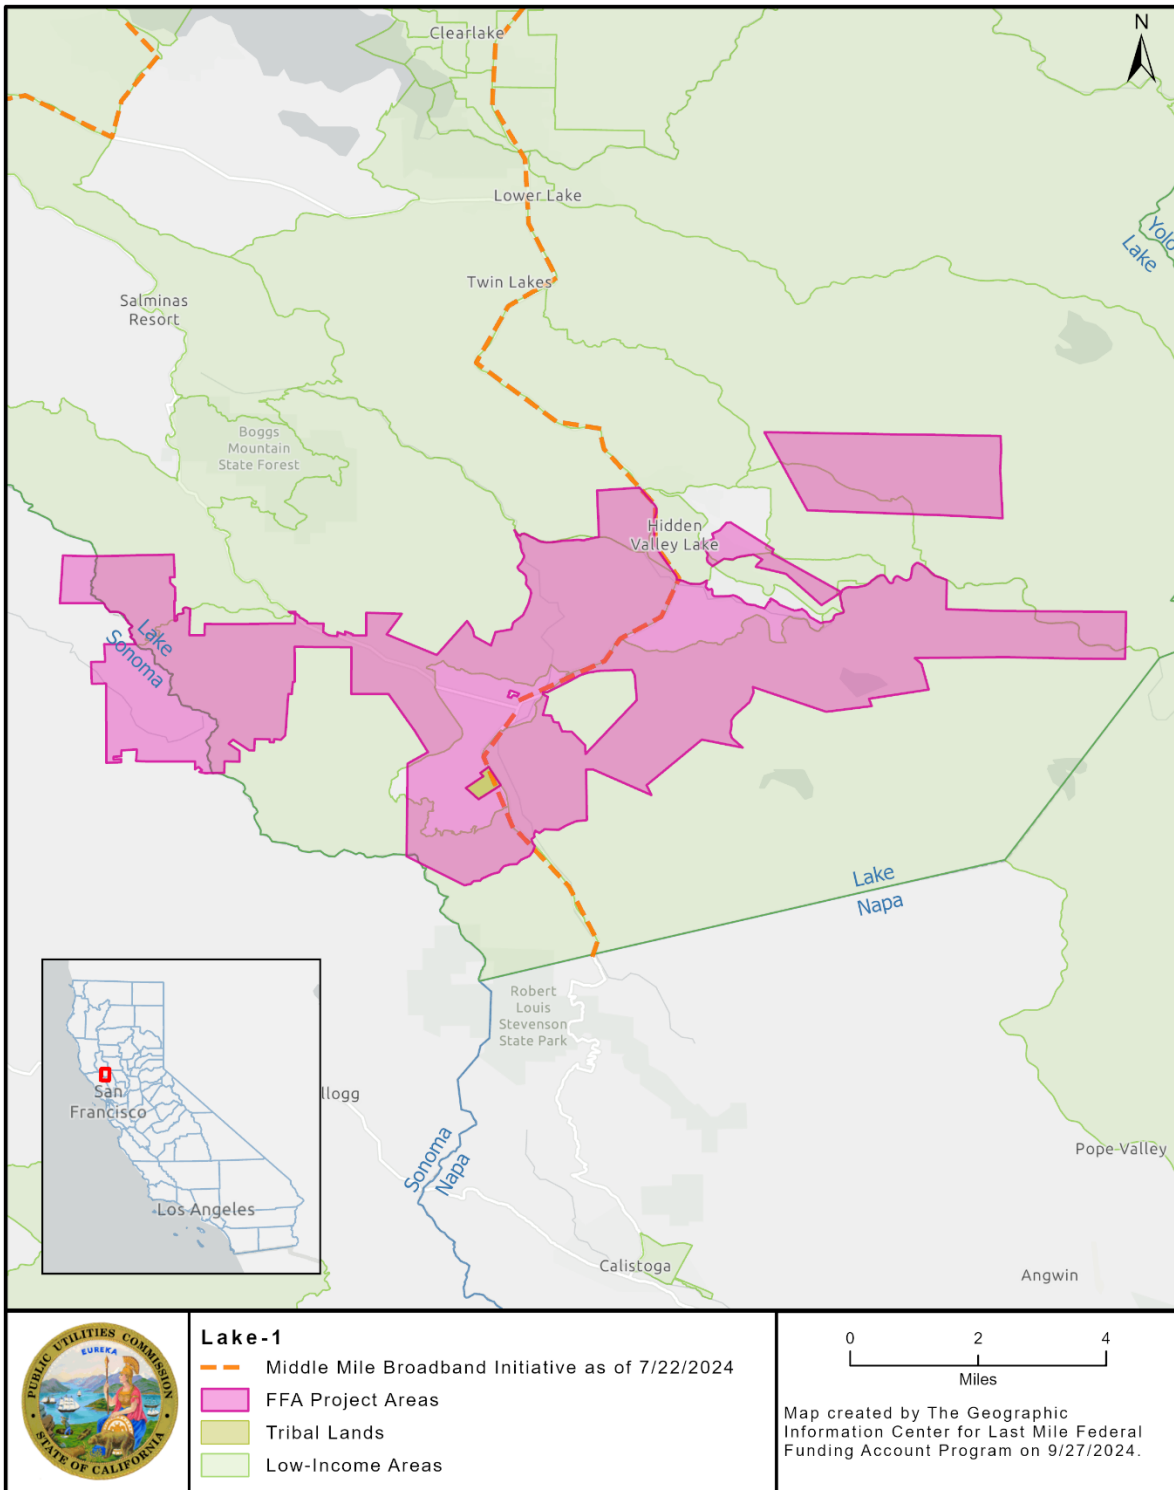 N
Clearlake
Lower Lake
Yolo
Lake
Twin Lakes
Salminas
Resort
Boggs
Mountain
State Forest
Hidden
Valley Lake
Lake
Sonoma
Lake
Napa
Robert
Louis
Stevenson
State Park
San
Francisco
Los Angeles
llogg
Sonoma
Napa
Pope Valley
Calistoga
Angwin
PUBLIC UTILITIES COMMISSION
EUREKA
STATE OF CALIFORNIA
Lake-1
Middle Mile Broadband Initiative as of 7/22/2024
FFA Project Areas
Tribal Lands
Low-Income Areas
0 2 4
Miles
Map created by The Geographic
Information Center for Last Mile Federal
Funding Account Program on 9/27/2024.